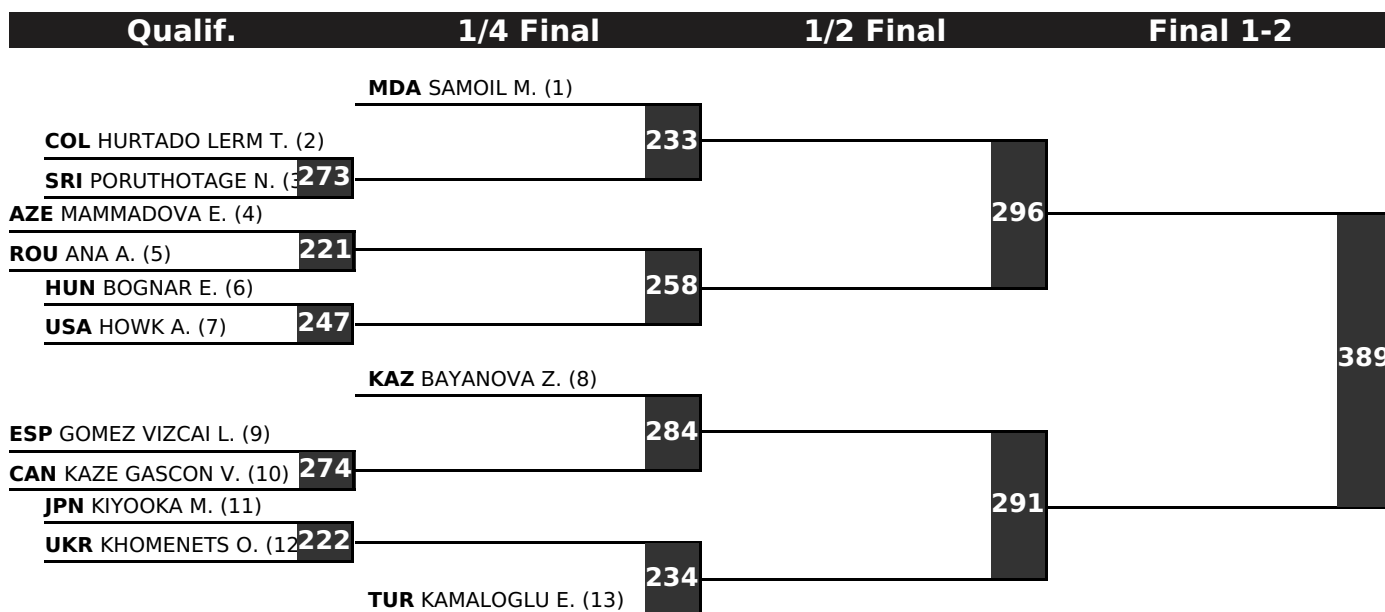 Qualif. 1/4 Final 1/2 Final Final 1-2
MDA SAMOIL M. (1)
233
COL HURTADO LERM T. (2)
SRI PORUTHOTAGE N. (3
273
AZE MAMMADOVA E. (4)
296
ROU ANA A. (5)
221
HUN BOGNAR E. (6)
258
USA HOWK A. (7)
247
389
KAZ BAYANOVA Z. (8)
284
ESP GOMEZ VIZCAI L. (9)
CAN KAZE GASCON V. (10)
274
JPN KIYOOKA M. (11)
291
UKR KHOMENETS O. (12
222
234
TUR KAMALOGLU E. (13)